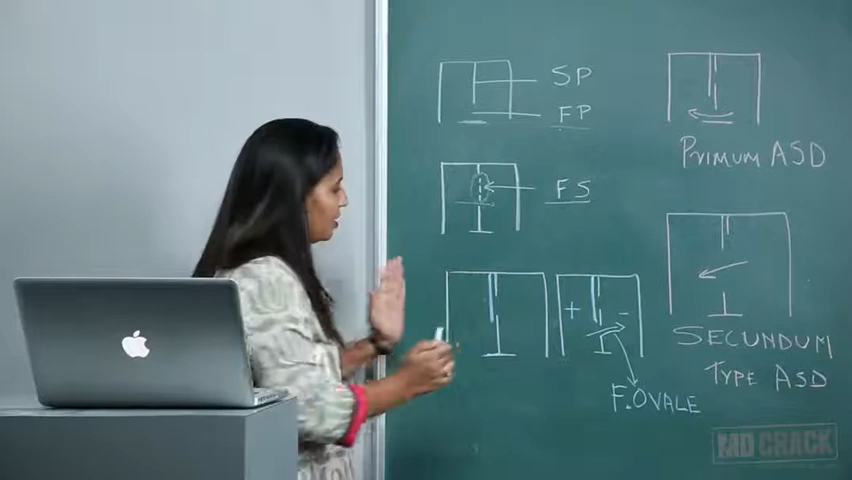 SP
FP
FS
+ -
F.OVALE
PRIMUM ASD
SECUNDUM
TYPE ASD
MD CRACK